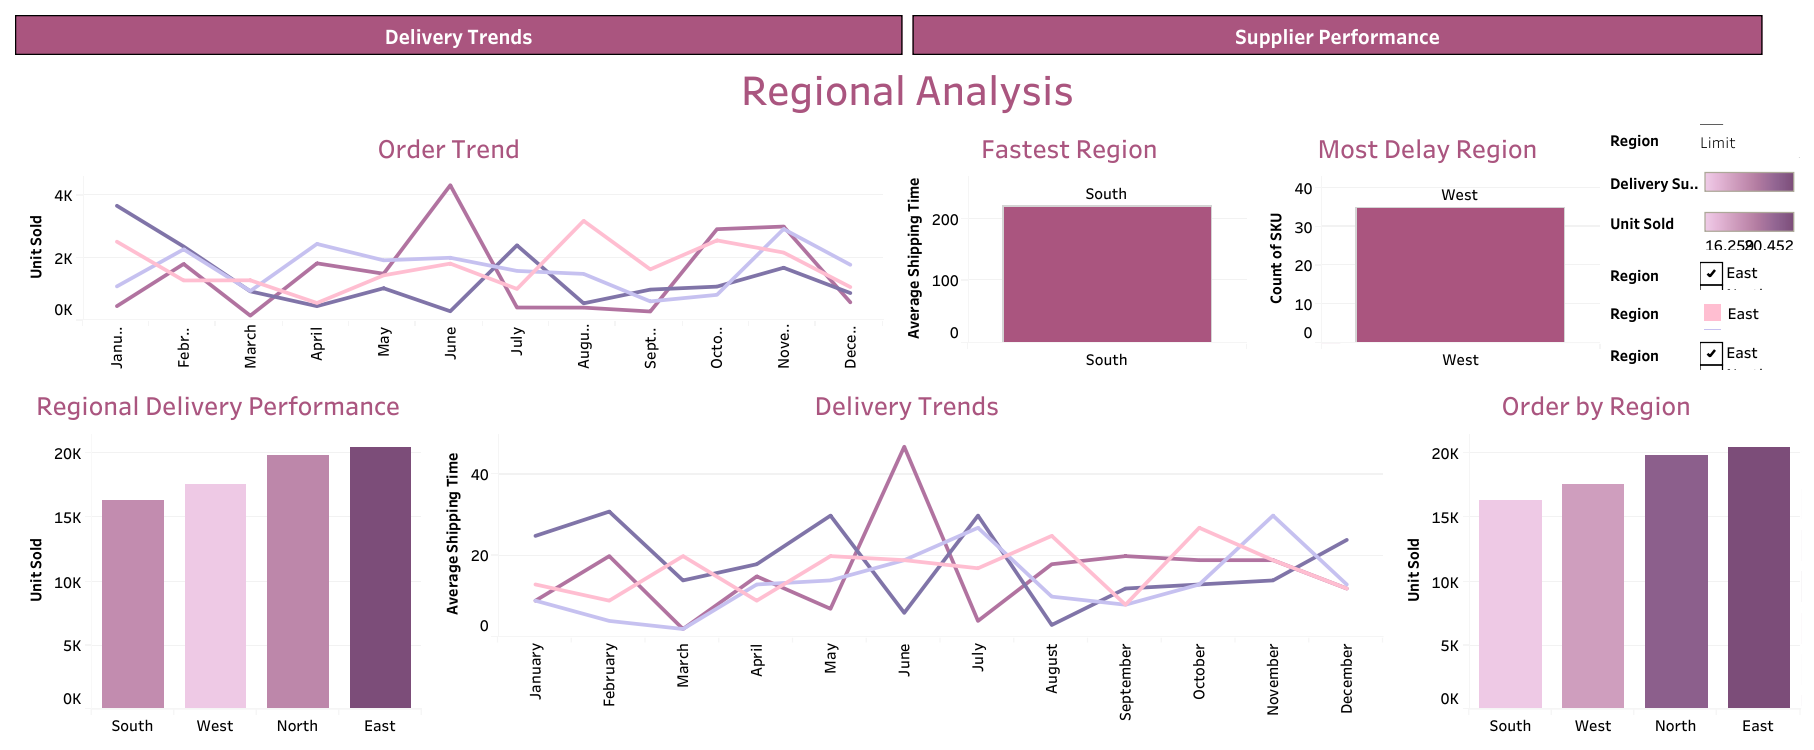 Delivery Trends
Supplier Performance
Regional Analysis
Order Trend
Unit Sold
4K
2K
0K
Janu..
Febr..
March
April
May
June
July
Augu..
Sept..
Octo..
Nove..
Dece..
Fastest Region
Average Shipping Time
South
200
100
0
South
Most Delay Region
Count of SKU
West
40
30
20
10
0
West
Region
Limit
Delivery Su..
Unit Sold
Region
East
Region
East
Region
East
Regional Delivery Performance
Unit Sold
20K
15K
10K
5K
0K
South
West
North
East
Delivery Trends
Average Shipping Time
40
20
0
January
February
March
April
May
June
July
August
September
October
November
December
Order by Region
Unit Sold
20K
15K
10K
5K
0K
South
West
North
East